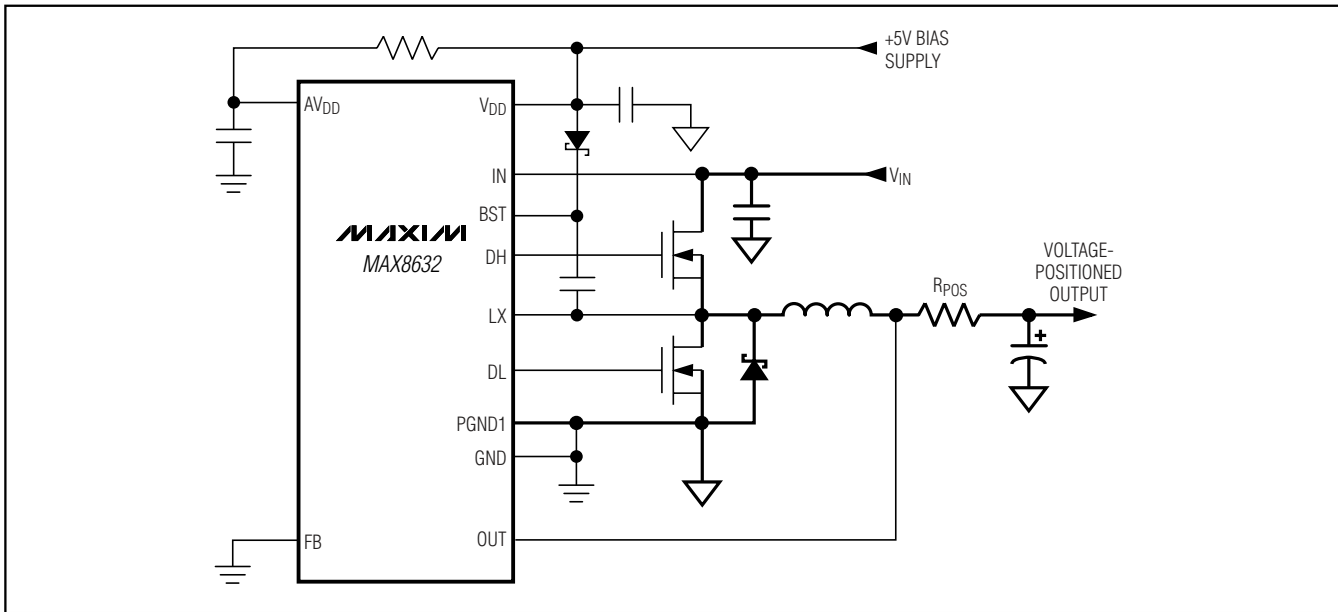 +5V BIAS
SUPPLY
AVDD
VDD
IN
VIN
BST
MAXIM
MAX8632
DH
VOLTAGE-
POSITIONED
OUTPUT
RPOS
LX
+
DL
PGND1
GND
FB
OUT